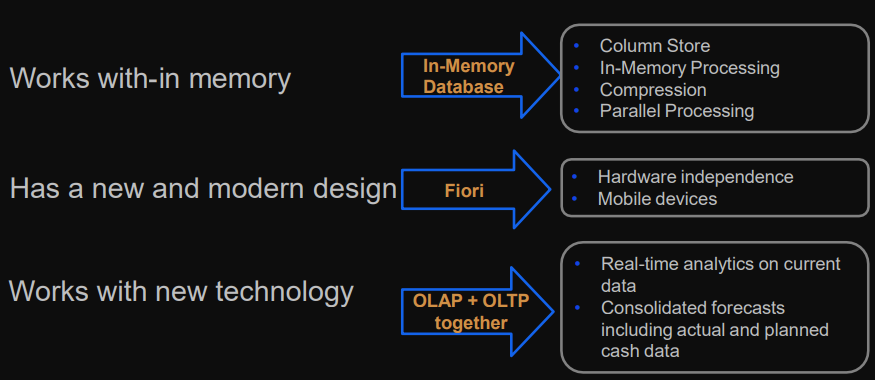 Works with-in memory
In-Memory
Database
• Column Store
• In-Memory Processing
• Compression
• Parallel Processing
Has a new and modern design
Fiori
• Hardware independence
• Mobile devices
Works with new technology
OLAP + OLTP
together
• Real-time analytics on current
data
• Consolidated forecasts
including actual and planned
cash data